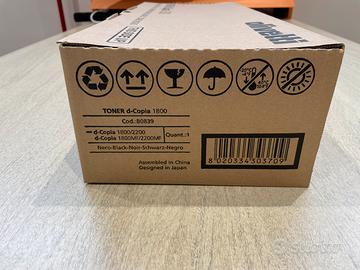 TONER d-Copia 1800
Cod.:B0839
d-Copia 1800/2200
d-Copia 1800MF/2200MF
Quant.:1
Nero-Black-Noir-Schwarz-Negro
Assembled in China
Designed in Japan
8 020334 303709